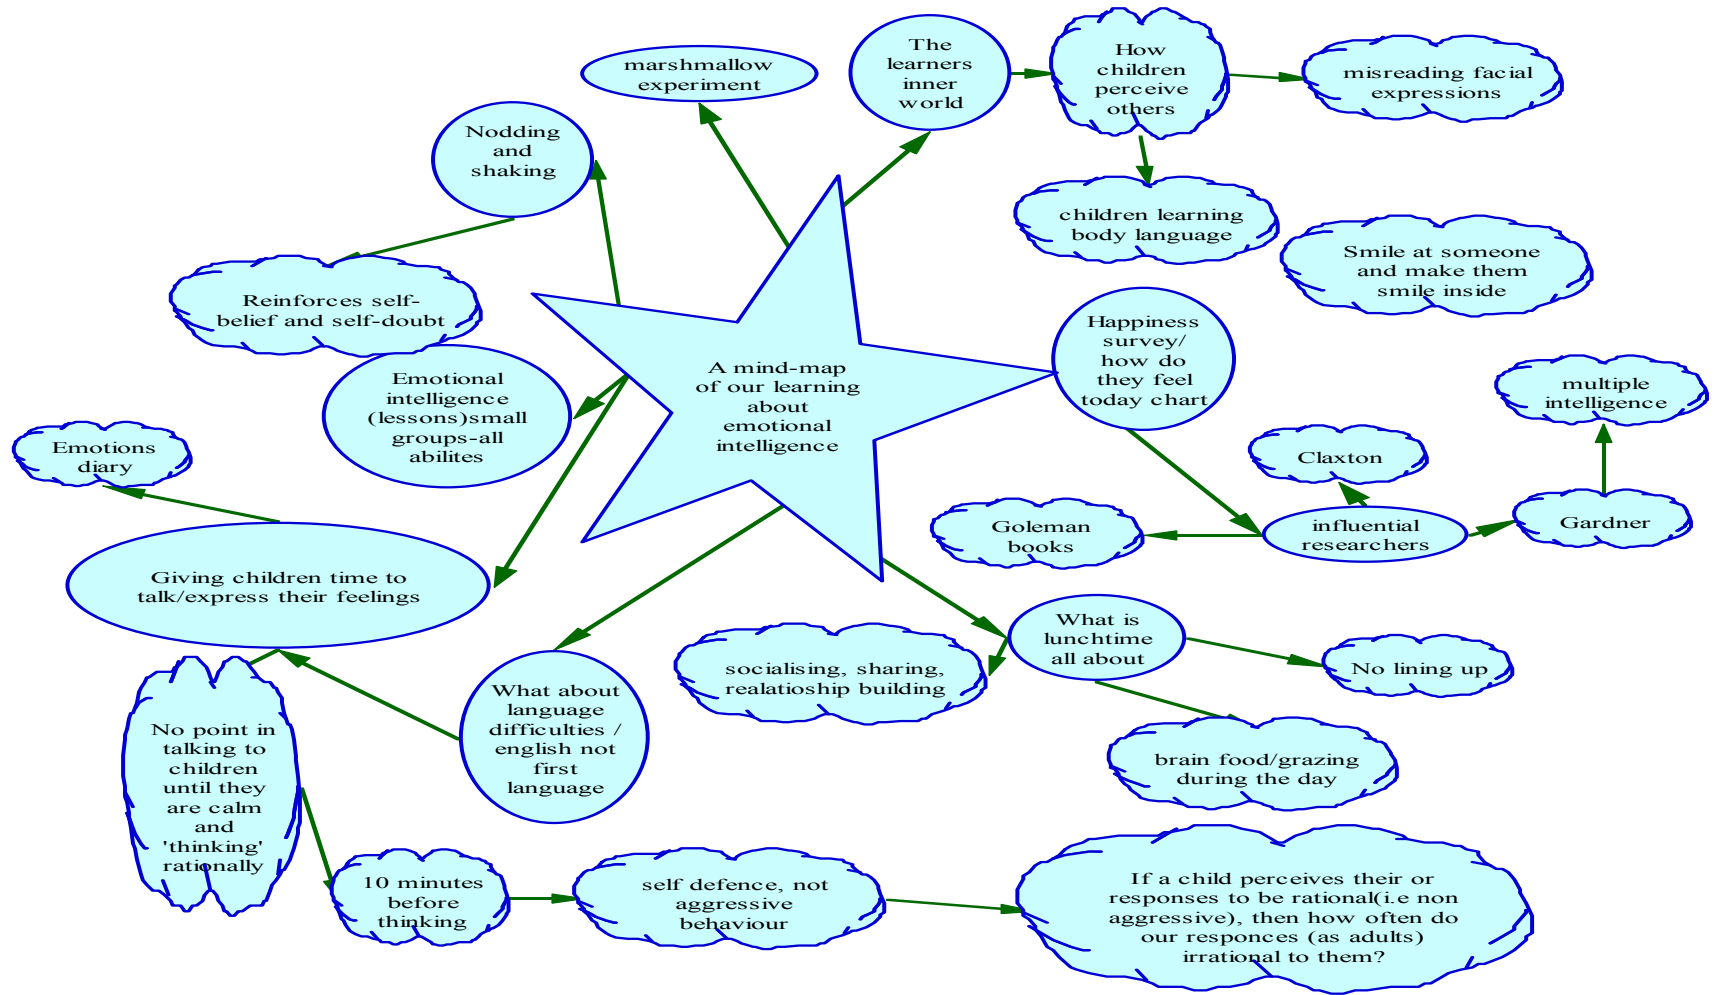 marshmallow
experiment
The
learners
inner
world
How
children
perceive
others
misreading facial
expressions
Nodding
and
shaking
children learning
body language
Smile at someone
and make them
smile inside
Reinforces self-
belief and self-doubt
Happiness
survey/
how do
they feel
today chart
A mind-map
of our learning
about
emotional
intelligence
Emotional
intelligence
(lessons)small
groups-all
abilites
multiple
intelligence
Emotions
diary
Claxton
Goleman
books
influential
researchers
Gardner
Giving children time to
talk/express their feelings
What is
lunchtime
all about
socialising, sharing,
realatioship building
No lining up
What about
language
difficulties /
english not
first
language
No point in
talking to
children
until they
are calm
and
'thinking'
rationally
brain food/grazing
during the day
10 minutes
before
thinking
self defence, not
aggressive
behaviour
If a child perceives their or
responses to be rational(i.e non
aggressive), then how often do
our responces (as adults)
irrational to them?